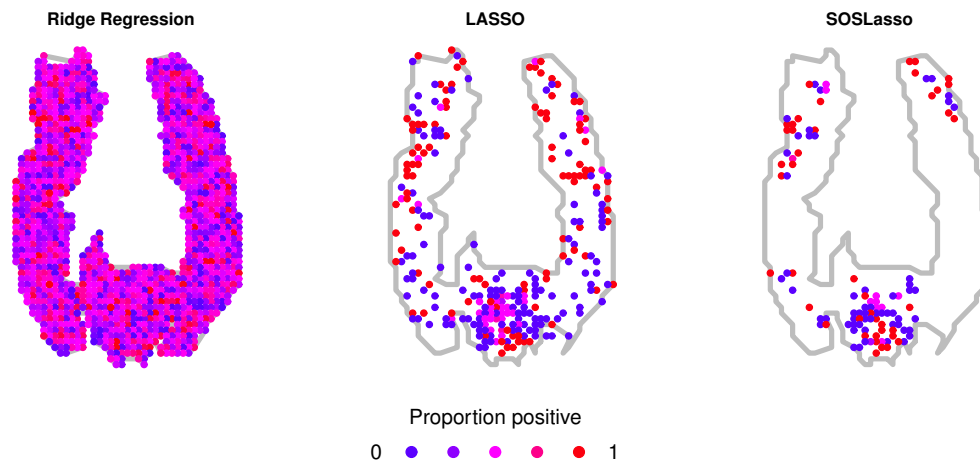 Ridge Regression
LASSO
SOSLasso
Proportion positive
0 1